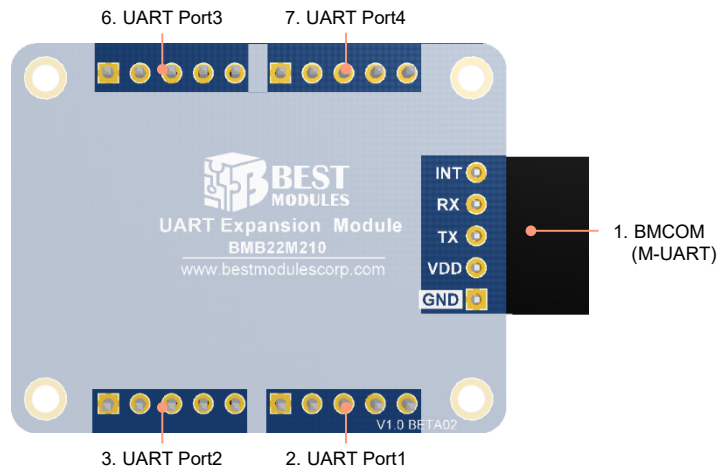 6. UART Port3
7. UART Port4
BEST
MODULES
UART Expansion Module
BMB22M210
www.bestmodulescorp.com
INT
RX
TX
VDD
GND
1. BMCOM
(M-UART)
V1.0 BETA02
3. UART Port2
2. UART Port1